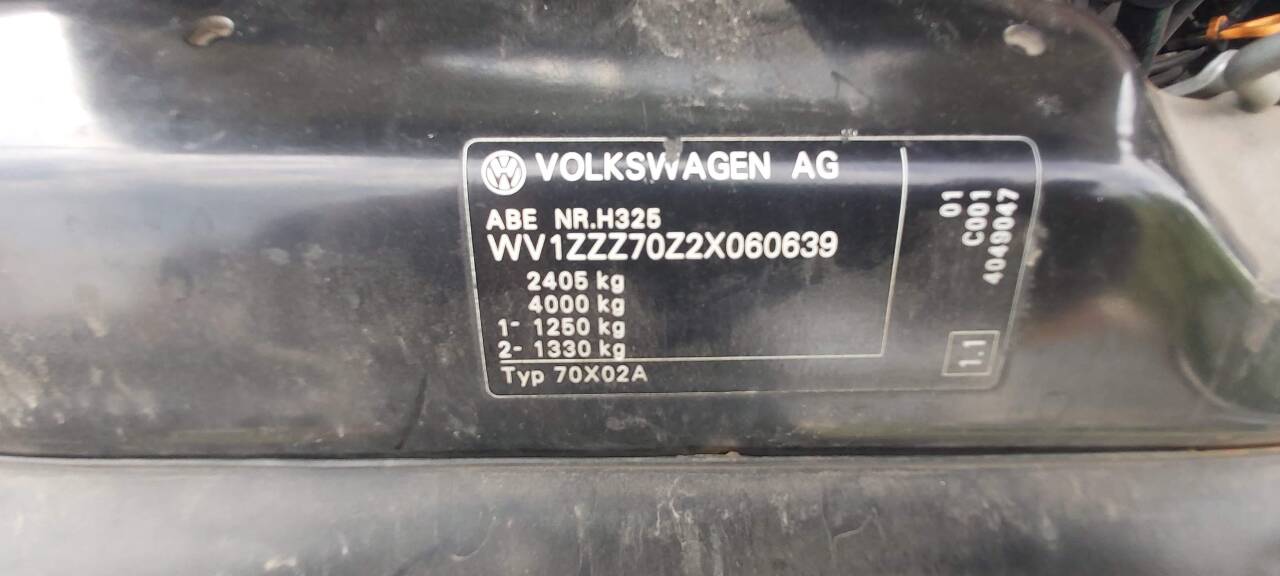 VOLKSWAGEN AG
ABE NR.H325
WV1ZZZ70Z2X060639
2405 kg
4000 kg
1- 1250 kg
2- 1330 kg
Typ 70X02A
01
C001
4049047
1.1